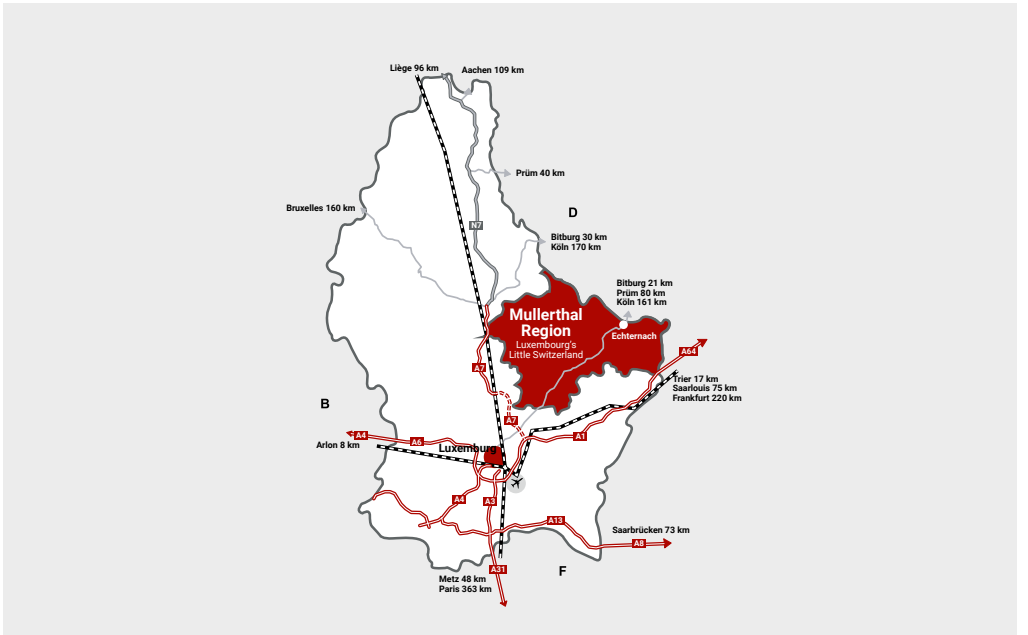 Liège 96 km
Aachen 109 km
Prüm 40 km
Bruxelles 160 km
D
N7
Bitburg 30 km
Köln 170 km
Bitburg 21 km
Prüm 80 km
Köln 161 km
Mullerthal
Region
Luxembourg's
Little Switzerland
Echternach
A64
A7
Trier 17 km
Saarlouis 75 km
Frankfurt 220 km
B
A7
A4
A6
A1
Arlon 8 km
Luxemburg
A4
A3
A13
Saarbrücken 73 km
A8
A31
F
Metz 48 km
Paris 363 km